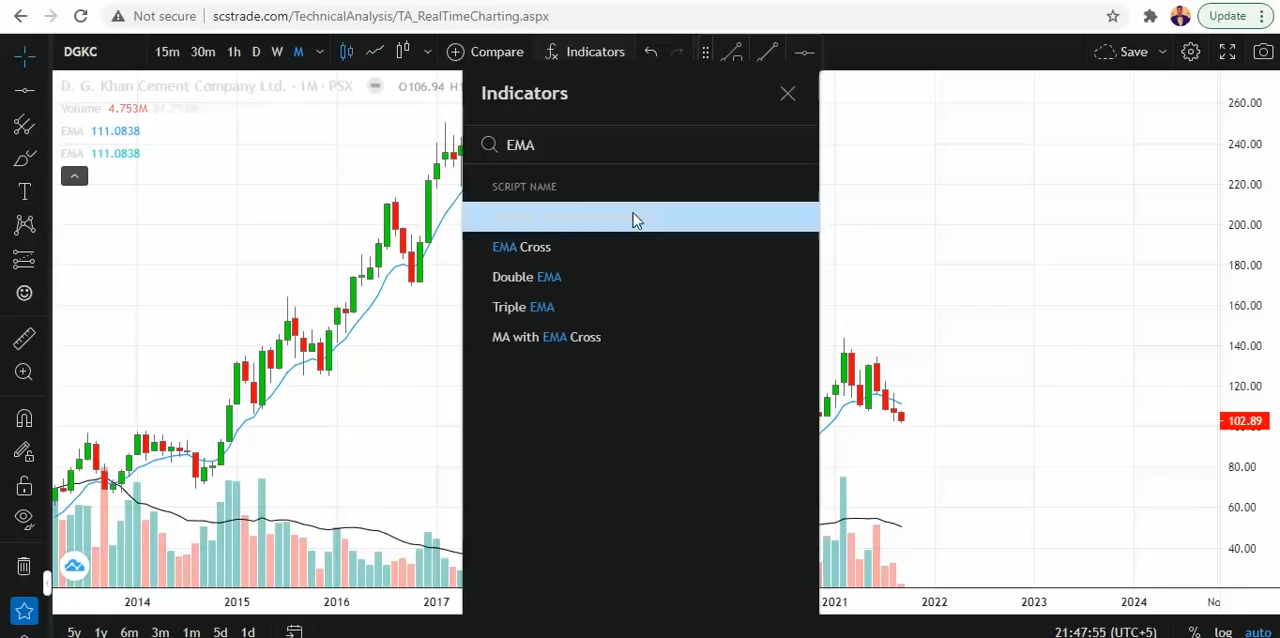 Not secure
scstrade.com/TechnicalAnalysis/TA_RealTimeCharting.aspx
Update
DGKC
15m 30m 1h D W M
Compare
Indicators
Save
D. G. Khan Cement Company Ltd. · 1M · PSX
O106.94 H1
Volume 4.753M 87.293M
EMA 111.0838
EMA 111.0838
Indicators
EMA
SCRIPT NAME
EMA Cross
Double EMA
Triple EMA
MA with EMA Cross
260.00
240.00
220.00
200.00
180.00
160.00
140.00
120.00
102.89
80.00
60.00
40.00
2014 2015 2016 2017 2021 2022 2023 2024 No
5y 1y 6m 3m 1m 5d 1d
21:47:55 (UTC+5) % log auto